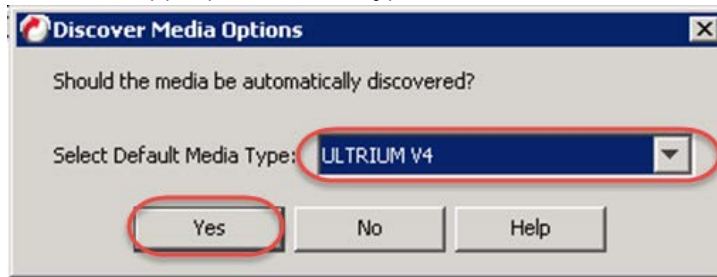 Discover Media Options
Should the media be automatically discovered?
Select Default Media Type: ULTRIUM V4
Yes No Help